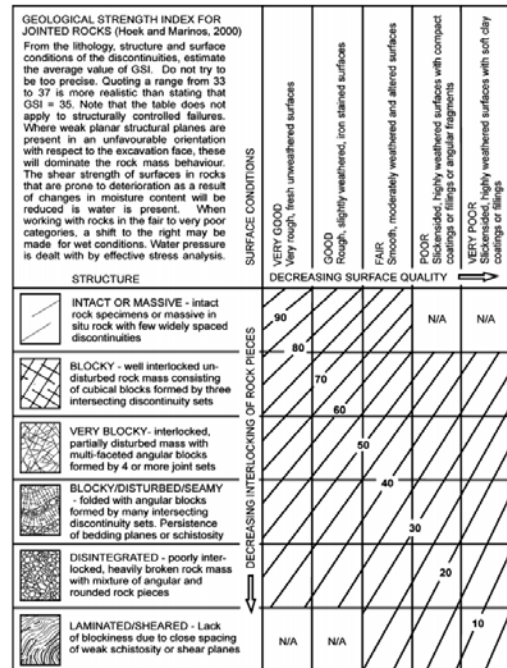 GEOLOGICAL STRENGTH INDEX FOR
JOINTED ROCKS (Hoek and Marinos, 2000)
From the lithology, structure and surface
conditions of the discontinuities, estimate
the average value of GSI. Do not try to
be too precise. Quoting a range from 33
to 37 is more realistic than stating that
GSI = 35. Note that the table does not
apply to structurally controlled failures.
Where weak planar structural planes are
present in an unfavourable orientation
with respect to the excavation face, these
will dominate the rock mass behaviour.
The shear strength of surfaces in rocks
that are prone to deterioration as a result
of changes in moisture content will be
reduced is water is present. When
working with rocks in the fair to very poor
categories, a shift to the right may be
made for wet conditions. Water pressure
is dealt with by effective stress analysis.
SURFACE CONDITIONS
VERY GOOD
Very rough, fresh unweathered surfaces
GOOD
Rough, slightly weathered, iron stained surfaces
FAIR
Smooth, moderately weathered and altered surfaces
POOR
Slickensided, highly weathered surfaces with compact
coatings or fillings or angular fragments
VERY POOR
Slickensided, highly weathered surfaces with soft clay
coatings or fillings
STRUCTURE
DECREASING SURFACE QUALITY
DECREASING INTERLOCKING OF ROCK PIECES
INTACT OR MASSIVE - intact
rock specimens or massive in
situ rock with few widely spaced
discontinuities
90
80
N/A
N/A
BLOCKY - well interlocked un-
disturbed rock mass consisting
of cubical blocks formed by three
intersecting discontinuity sets
70
60
VERY BLOCKY- interlocked,
partially disturbed mass with
multi-faceted angular blocks
formed by 4 or more joint sets
50
BLOCKY/DISTURBED/SEAMY
- folded with angular blocks
formed by many intersecting
discontinuity sets. Persistence
of bedding planes or schistosity
40
30
DISINTEGRATED - poorly inter-
locked, heavily broken rock mass
with mixture of angular and
rounded rock pieces
20
LAMINATED/SHEARED - Lack
of blockiness due to close spacing
of weak schistosity or shear planes
N/A
N/A
10